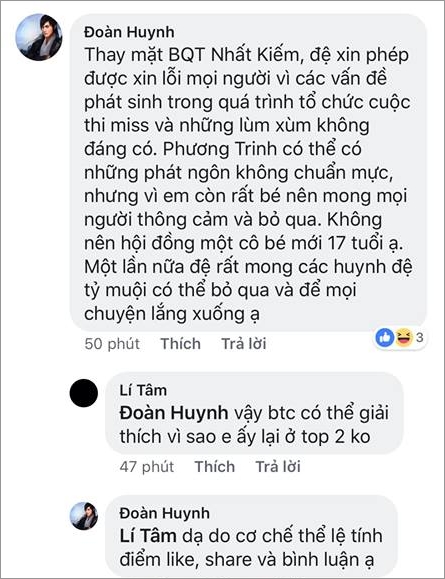 Đoàn Huynh
Thay mặt BQT Nhất Kiếm, đệ xin phép
được xin lỗi mọi người vì các vấn đề
phát sinh trong quá trình tổ chức cuộc
thi miss và những lùm xùm không
đáng có. Phương Trinh có thể có
những phát ngôn không chuẩn mực,
nhưng vì em còn rất bé nên mong mọi
người thông cảm và bỏ qua. Không
nên hội đồng một cô bé mới 17 tuổi ạ.
Một lần nữa đệ rất mong các huynh đệ
tỷ muội có thể bỏ qua và để mọi
chuyện lắng xuống ạ
3
50 phút Thích Trả lời
Lí Tâm
Đoàn Huynh vậy btc có thể giải
thích vì sao e ấy lại ở top 2 ko
47 phút Thích Trả lời
Đoàn Huynh
Lí Tâm dạ do cơ chế thể lệ tính
điểm like, share và bình luận ạ